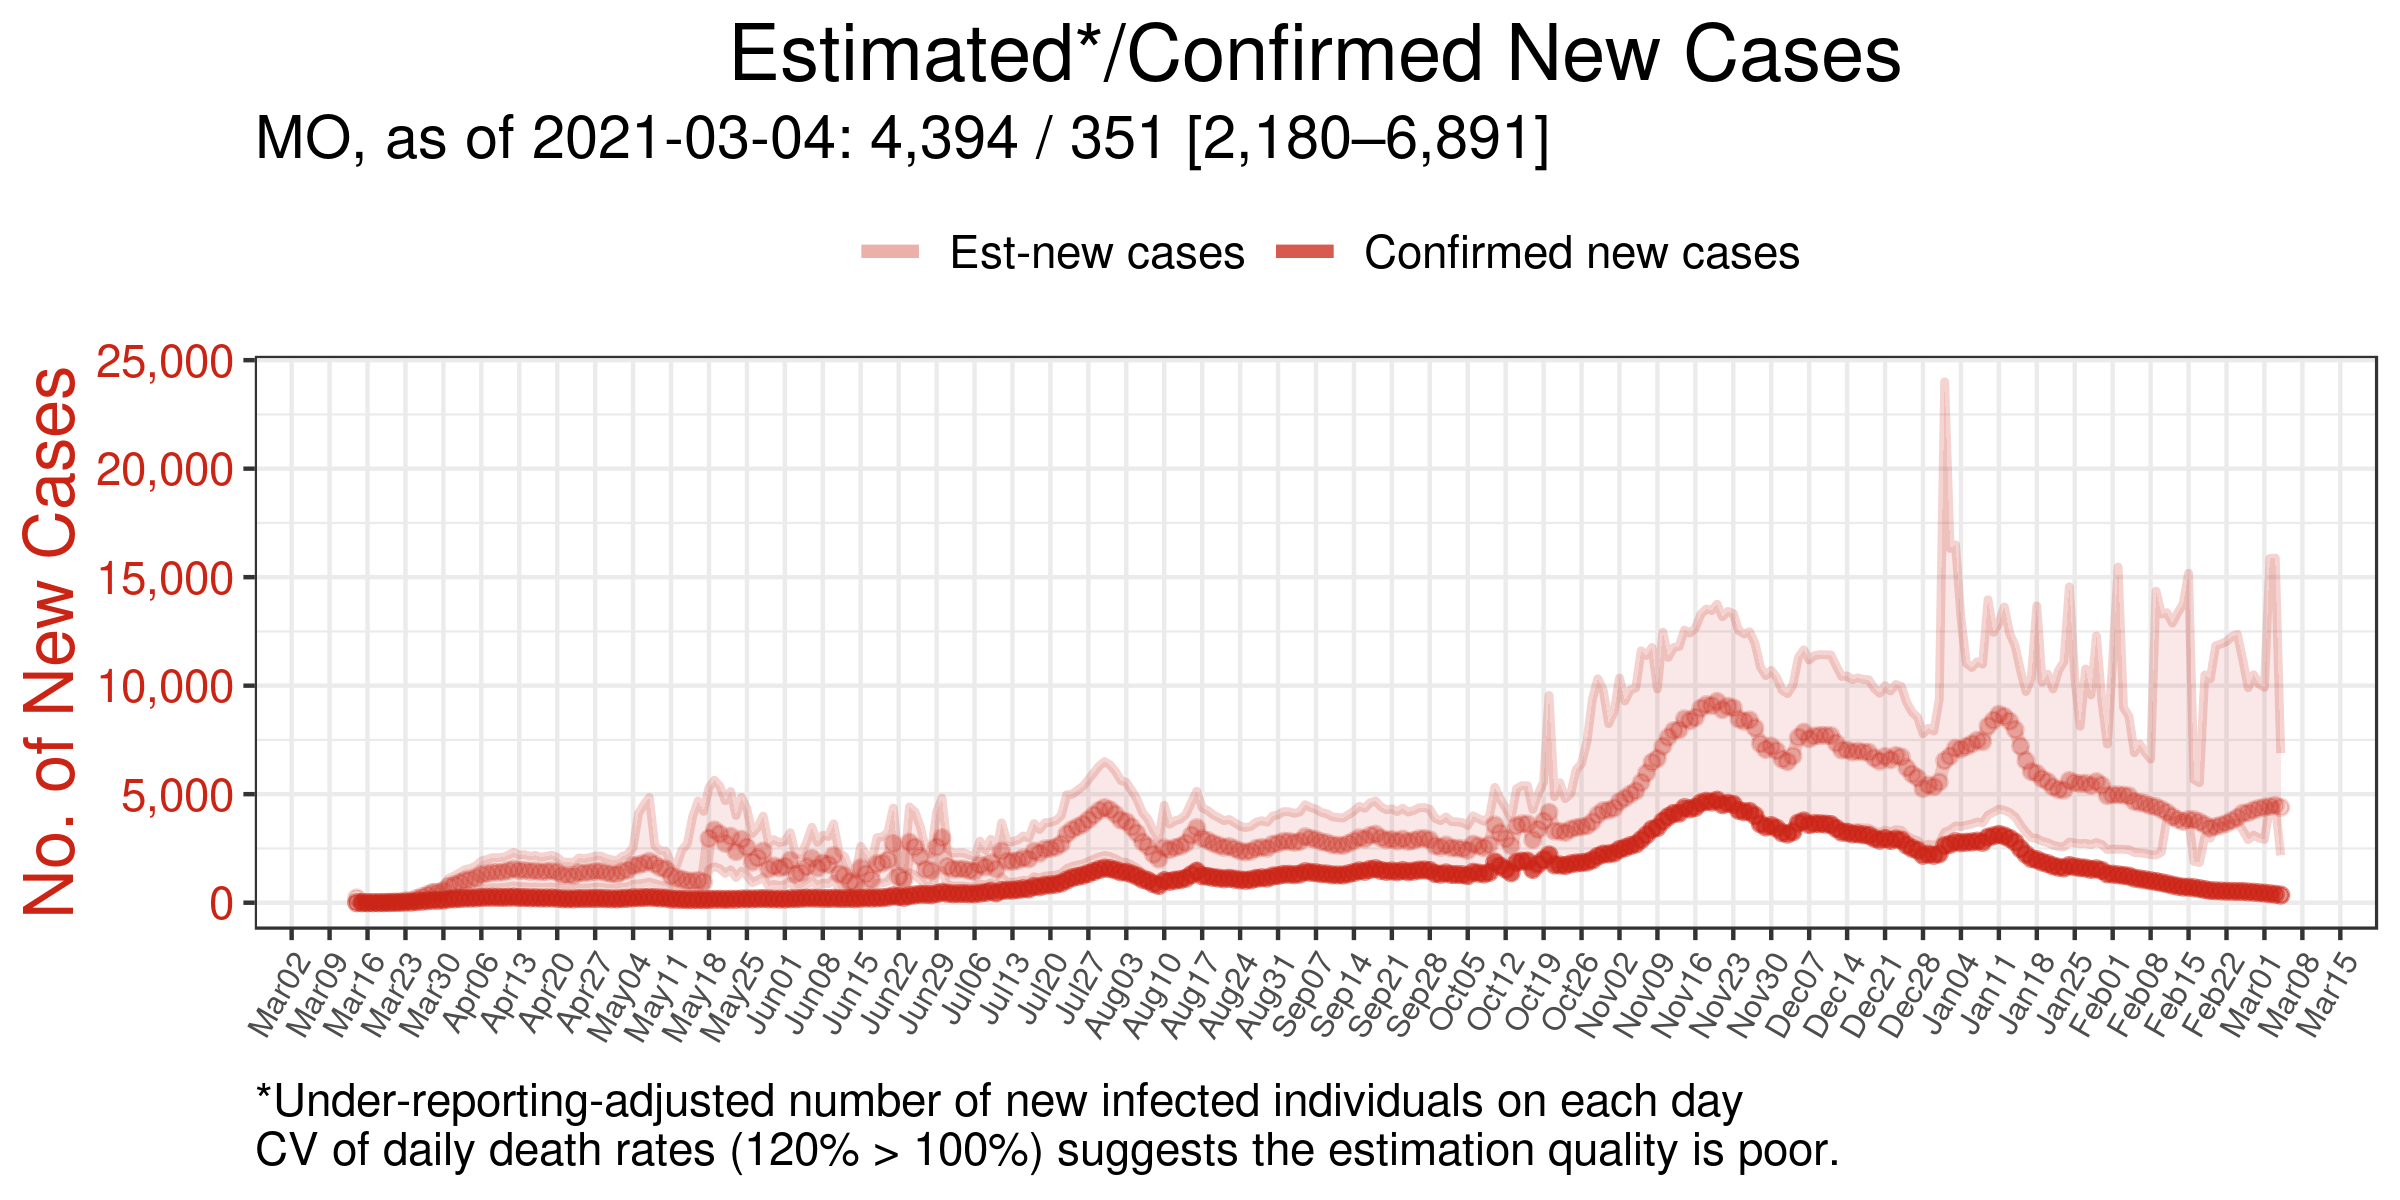 Estimated*/Confirmed New Cases
MO, as of 2021-03-04: 4,394 / 351 [2,180–6,891]
Est-new cases Confirmed new cases
No. of New Cases
25,000
20,000
15,000
10,000
5,000
0
Mar02 Mar09 Mar16 Mar23 Mar30 Apr06 Apr13 Apr20 Apr27 May04 May11 May18 May25 Jun01 Jun08 Jun15 Jun22 Jun29 Jul06 Jul13 Jul20 Jul27 Aug03 Aug10 Aug17 Aug24 Aug31 Sep07 Sep14 Sep21 Sep28 Oct05 Oct12 Oct19 Oct26 Nov02 Nov09 Nov16 Nov23 Nov30 Dec07 Dec14 Dec21 Dec28 Jan04 Jan11 Jan18 Jan25 Feb01 Feb08 Feb15 Feb22 Mar01 Mar08 Mar15
*Under-reporting-adjusted number of new infected individuals on each day
CV of daily death rates (120% > 100%) suggests the estimation quality is poor.